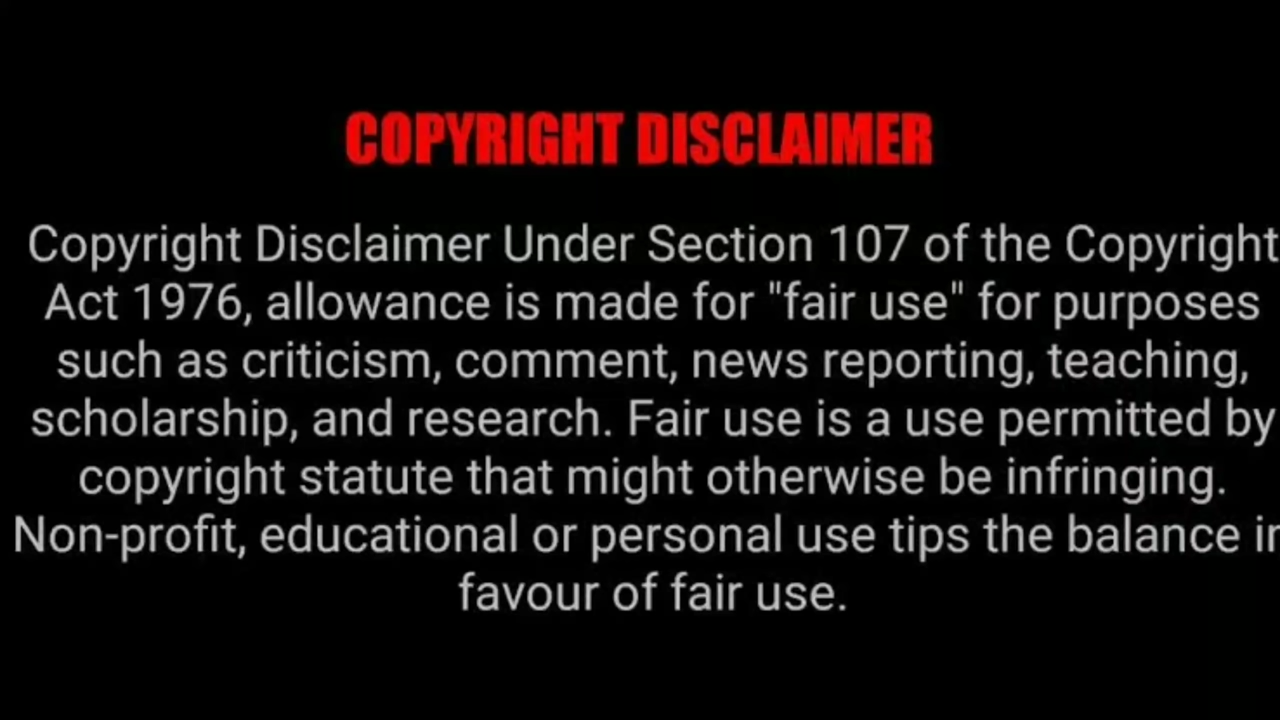 COPYRIGHT DISCLAIMER
Copyright Disclaimer Under Section 107 of the Copyright
Act 1976, allowance is made for "fair use" for purposes
such as criticism, comment, news reporting, teaching,
scholarship, and research. Fair use is a use permitted by
copyright statute that might otherwise be infringing.
Non-profit, educational or personal use tips the balance in
favour of fair use.